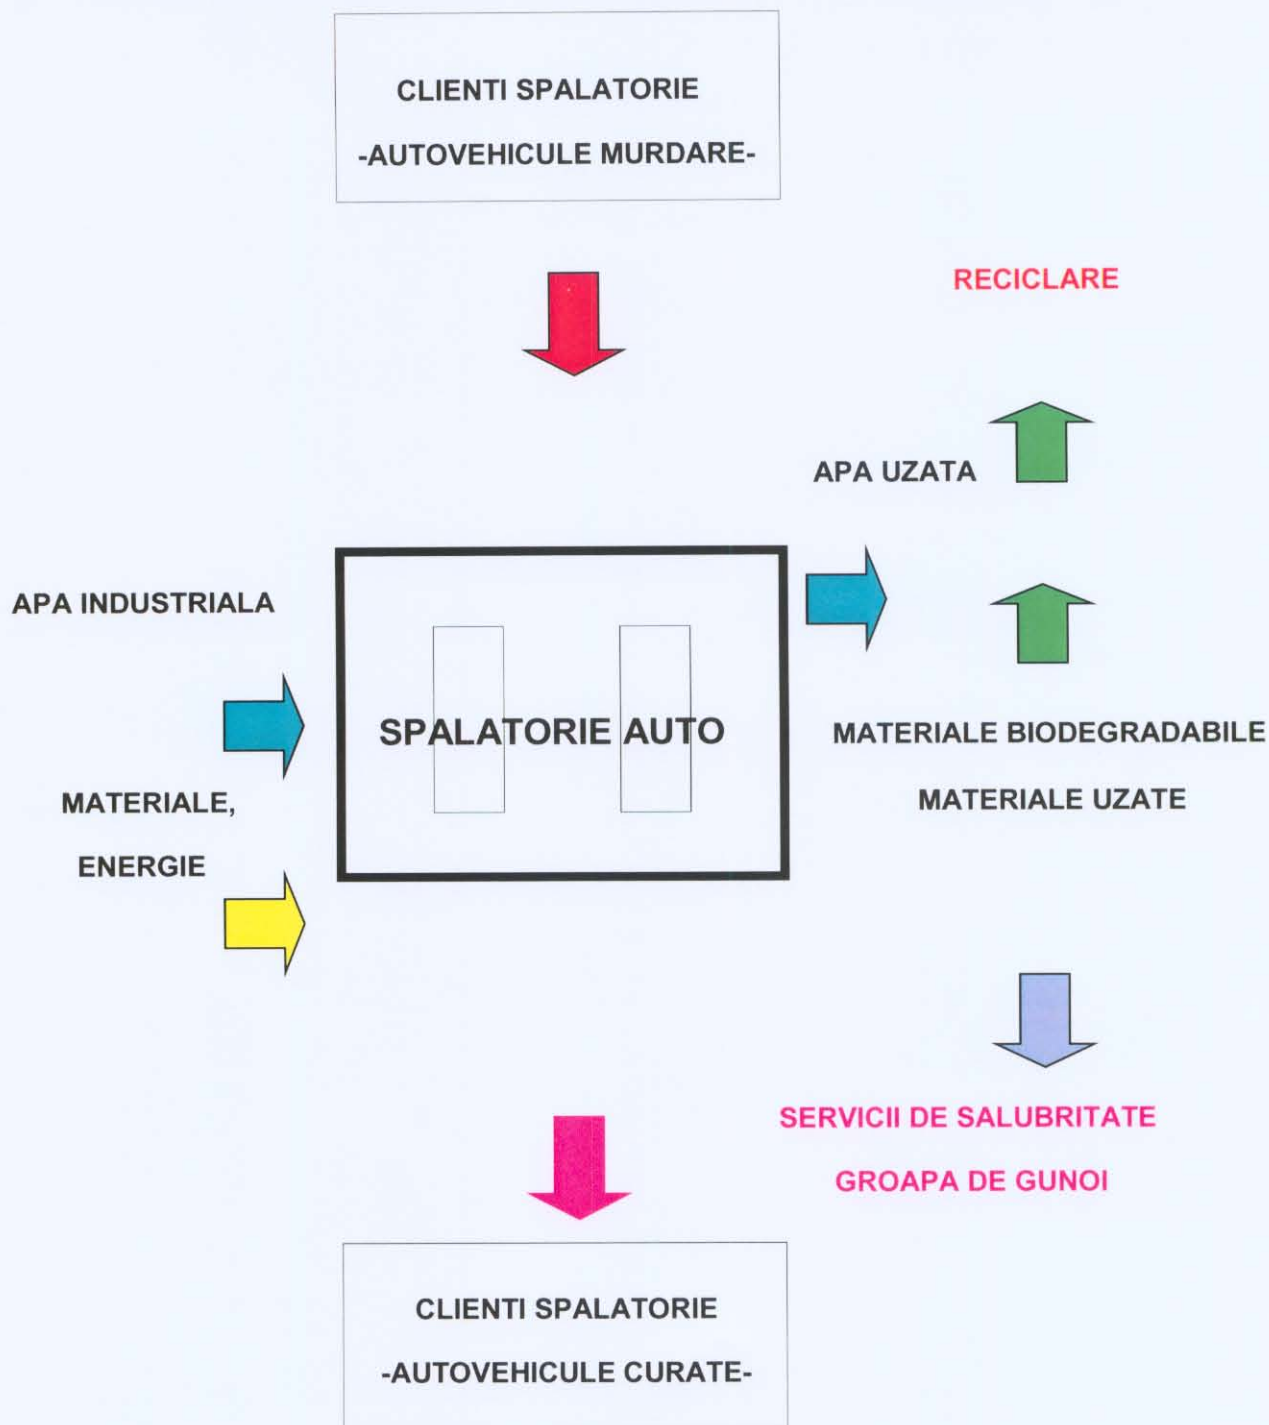 CLIENTI SPALATORIE
-AUTOVEHICULE MURDARE-
RECICLARE
APA UZATA
APA INDUSTRIALA
SPALATORIE AUTO
MATERIALE BIODEGRADABILE
MATERIALE UZATE
MATERIALE,
ENERGIE
SERVICII DE SALUBRITATE
GROAPA DE GUNOI
CLIENTI SPALATORIE
-AUTOVEHICULE CURATE-